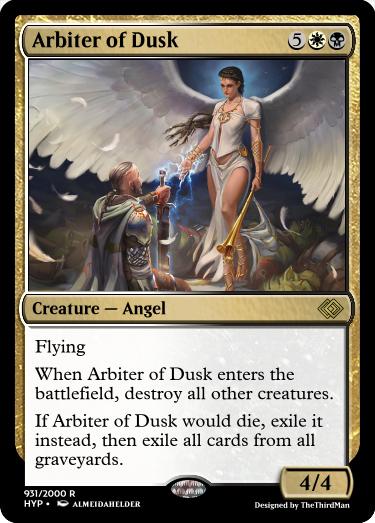 Arbiter of Dusk 5
Creature — Angel
Flying
When Arbiter of Dusk enters the
battlefield, destroy all other creatures.
If Arbiter of Dusk would die, exile it
instead, then exile all cards from all
graveyards.
4/4
931/2000 R
HYP • ALMEIDAHELDER
Designed by TheThirdMan